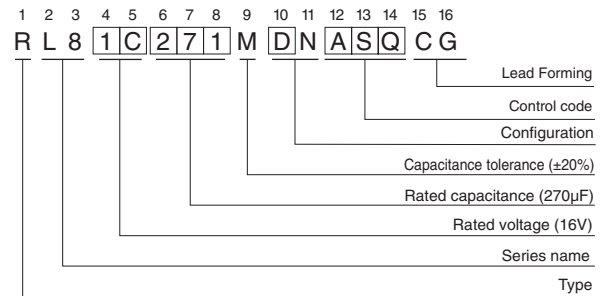 1 2 3 4 5 6 7 8 9 10 11 12 13 14 15 16
R L 8 1 C 2 7 1 M D N A S Q C G
Lead Forming
Control code
Configuration
Capacitance tolerance (±20%)
Rated capacitance (270µF)
Rated voltage (16V)
Series name
Type